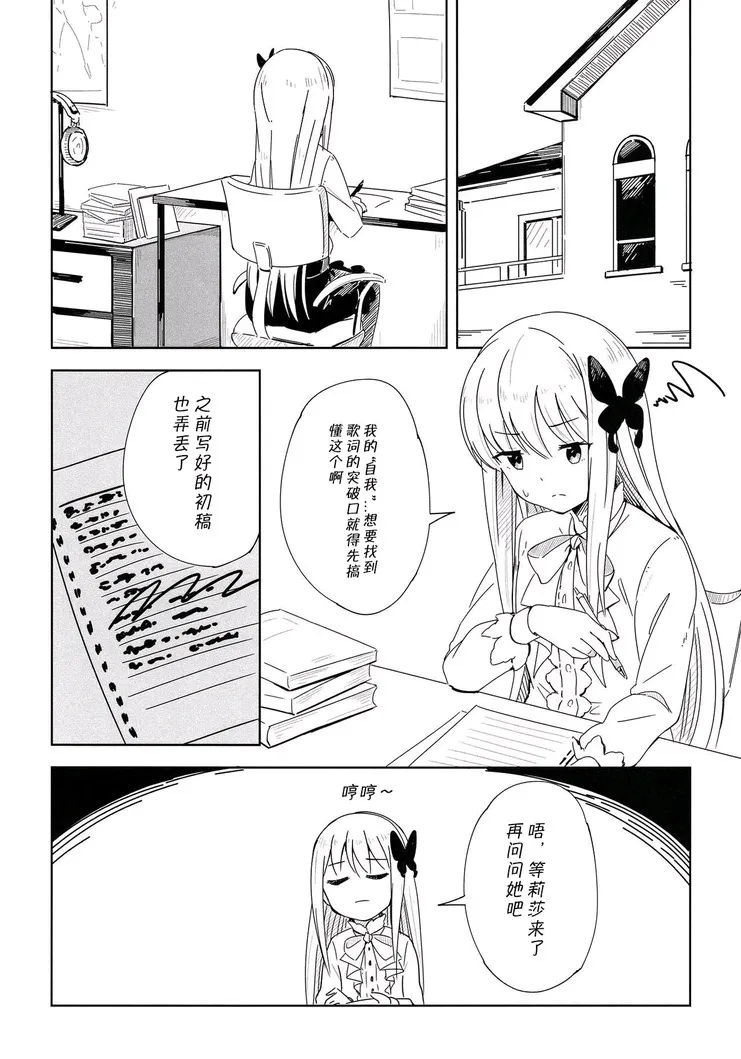 我的“自我”…想要找到
歌词的突破口就得先搞
懂这个啊
之前写好的初稿
也弄丢了
哼哼～
唔，等莉莎来了
再问问她吧